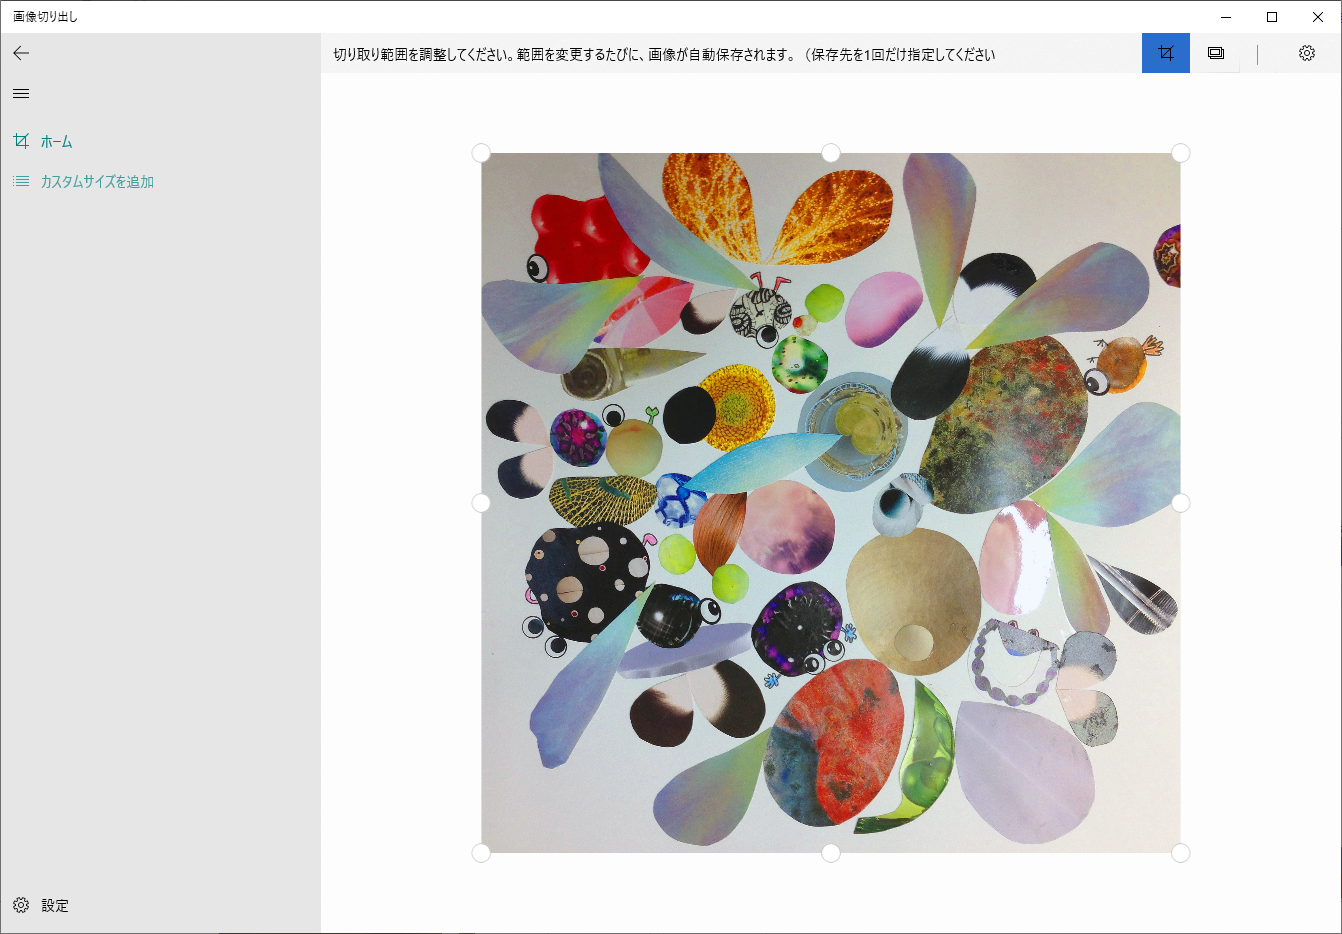 画像切り出し
切り取り範囲を調整してください。範囲を変更するたびに、画像が自動保存されます。（保存先を1回だけ指定してください
ホーム
カスタムサイズを追加
設定